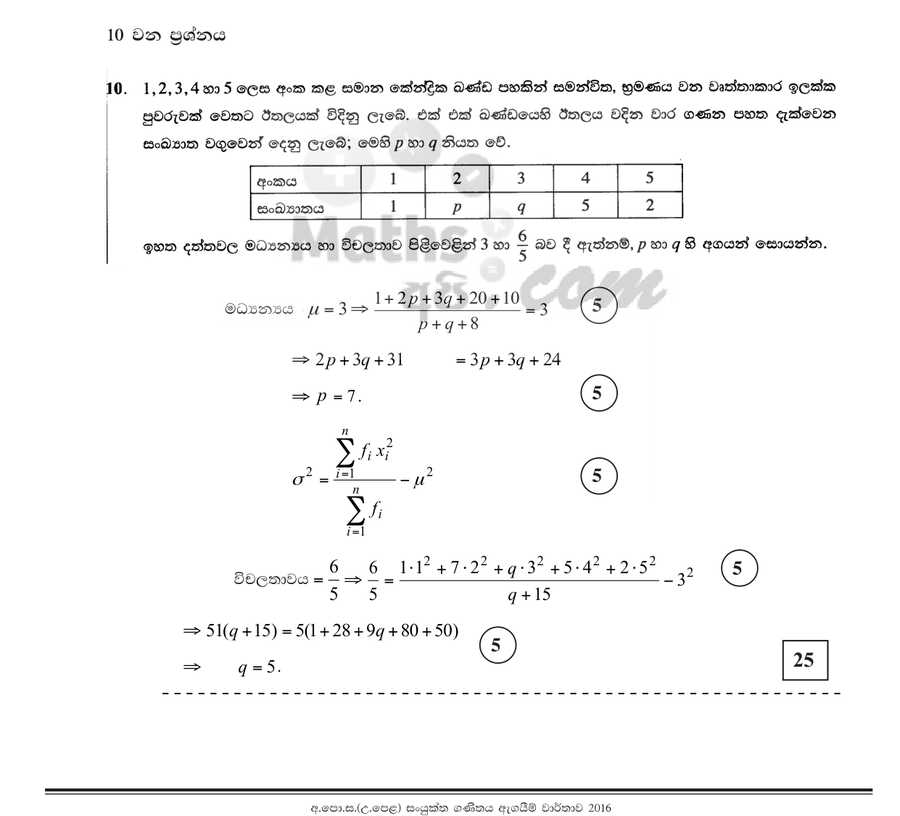 10 වන ප්‍රශ්නය
10. 1, 2, 3, 4 හා 5 ලෙස අංක කළ සමාන කේන්ද්‍රික ඛණ්ඩ පහකින් සමන්විත, භ්‍රමණය වන වෘත්තාකාර ඉලක්ක
පුවරුවක් වෙතට ඊතලයක් විදිනු ලැබේ. එක් එක් ඛණ්ඩයෙහි ඊතලය වදින වාර ගණන පහත දැක්වෙන
සංඛ්‍යාත වගුවෙන් දෙනු ලැබේ; මෙහි p හා q නියත වේ.
අංකය 1 2 3 4 5
සංඛ්‍යාතය 1 p q 5 2
ඉහත දත්තවල මධ්‍යන්‍යය හා විචලතාව පිළිවෙළින් 3 හා 6/5 බව දී ඇත්නම්, p හා q හි අගයන් සොයන්න.
Maths
අපි .com
මධ්‍යන්‍යය μ = 3 ⇒ (1 + 2p + 3q + 20 + 10)/(p + q + 8) = 3 5
⇒ 2p + 3q + 31 = 3p + 3q + 24
⇒ p = 7. 5
σ² = (∑_{i=1}^{n} f_i x_i²)/(∑_{i=1}^{n} f_i) − μ² 5
විචලතාවය = 6/5 ⇒ 6/5 = (1·1² + 7·2² + q·3² + 5·4² + 2·5²)/(q + 15) − 3² 5
⇒ 51(q + 15) = 5(1 + 28 + 9q + 80 + 50) 5
⇒ q = 5. 25
අ.පො.ස.(උ.පෙළ) සංයුක්ත ගණිතය ඇගයීම් වාර්තාව 2016